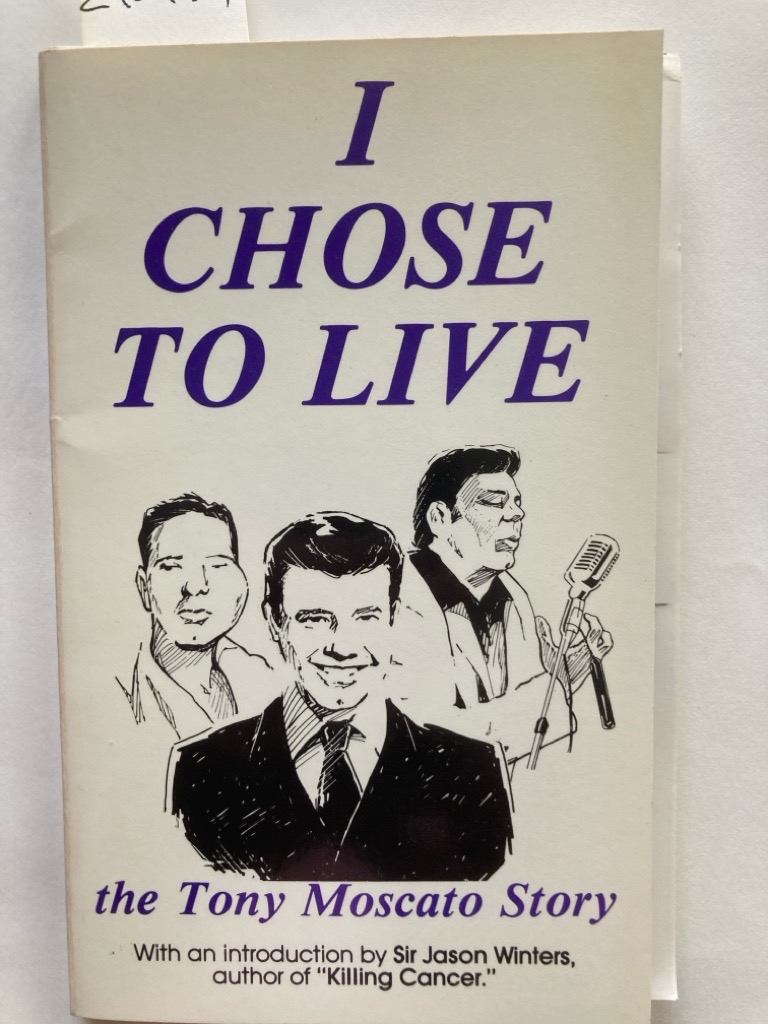 I
CHOSE
TO LIVE
the Tony Moscato Story
With an introduction by Sir Jason Winters,
author of "Killing Cancer."